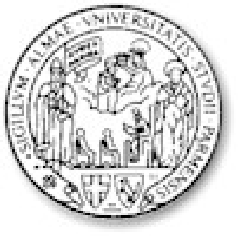 · SIGILLVM · ALMAE · VNIVERSITATIS · STVDII · PARMENSIS